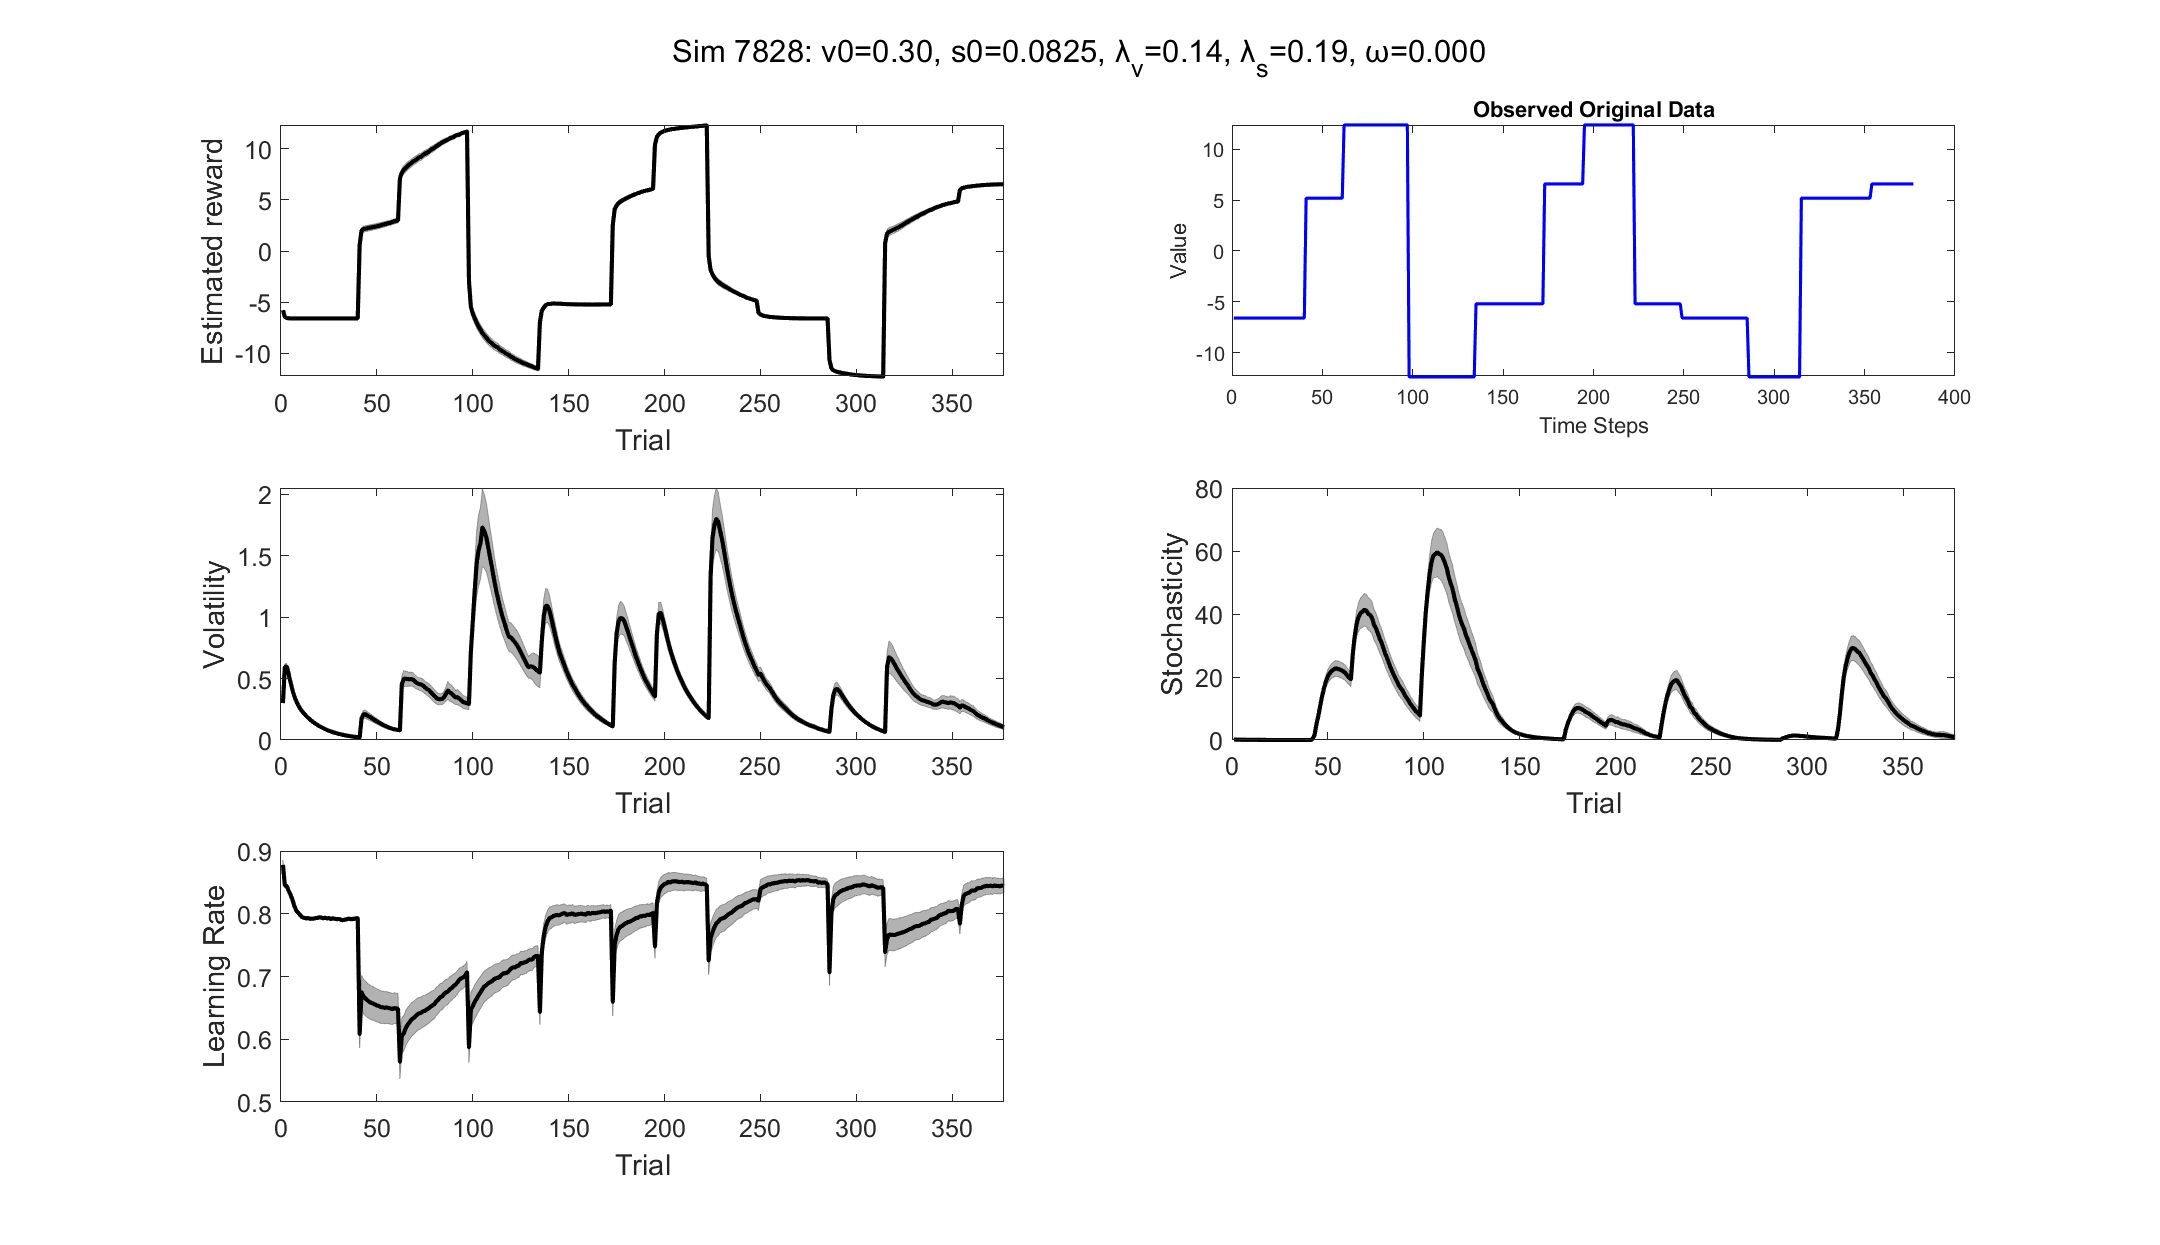 Sim 7828: v0=0.30, s0=0.0825, λv=0.14, λs=0.19, ω=0.000
Estimated reward
10
5
0
-5
-10
0 50 100 150 200 250 300 350
Trial
Observed Original Data
Value
10
5
0
-5
-10
0 50 100 150 200 250 300 350 400
Time Steps
Volatility
2
1.5
1
0.5
0
0 50 100 150 200 250 300 350
Trial
Stochasticity
80
60
40
20
0
0 50 100 150 200 250 300 350
Trial
Learning Rate
0.9
0.8
0.7
0.6
0.5
0 50 100 150 200 250 300 350
Trial